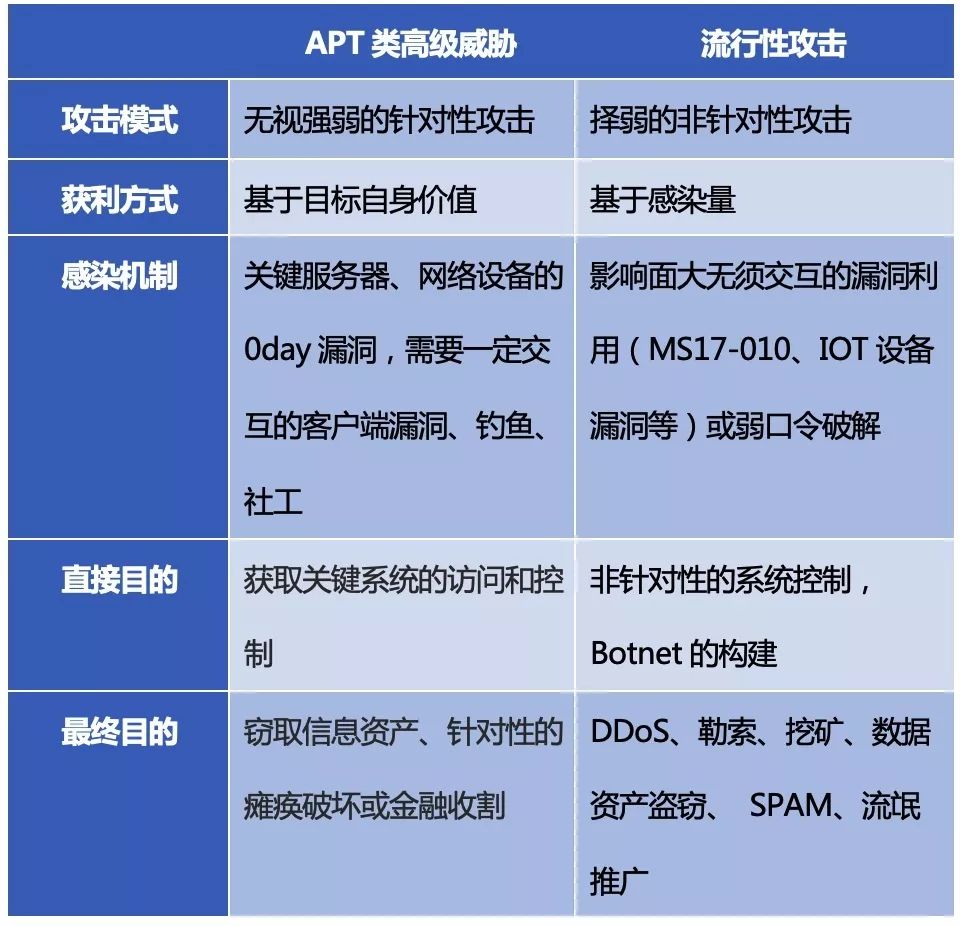 APT 类高级威胁
流行性攻击
攻击模式
无视强弱的针对性攻击
择弱的非针对性攻击
获利方式
基于目标自身价值
基于感染量
感染机制
关键服务器、网络设备的
0day 漏洞，需要一定交
互的客户端漏洞、钓鱼、
社工
影响面大无须交互的漏洞利
用（MS17-010、IOT 设备
漏洞等）或弱口令破解
直接目的
获取关键系统的访问和控
制
非针对性的系统控制，
Botnet 的构建
最终目的
窃取信息资产、针对性的
瘫痪破坏或金融收割
DDoS、勒索、挖矿、数据
资产盗窃、 SPAM、流氓
推广